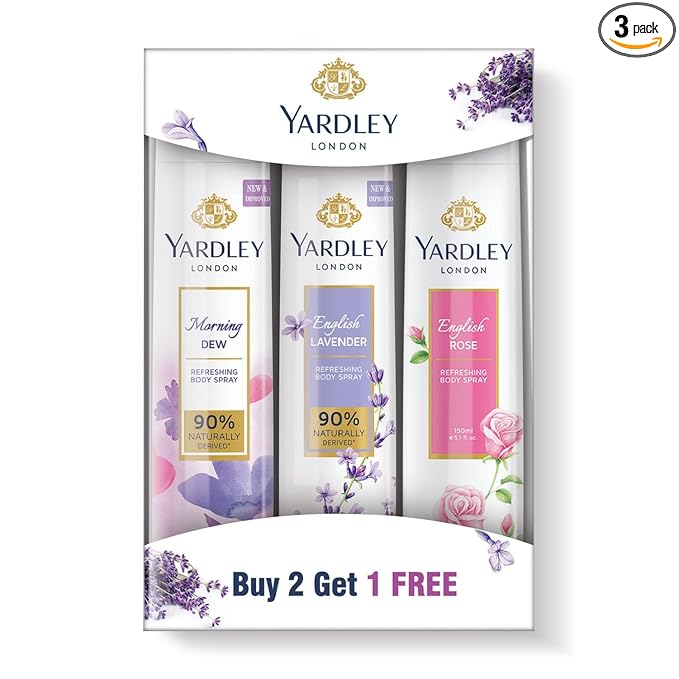 3 pack
YARDLEY
LONDON
NEW &
IMPROVED
YARDLEY
LONDON
Morning
DEW
REFRESHING
BODY SPRAY
90%
NATURALLY
DERIVED*
NEW &
IMPROVED
YARDLEY
LONDON
English
LAVENDER
REFRESHING
BODY SPRAY
90%
NATURALLY
DERIVED*
YARDLEY
LONDON
English
ROSE
REFRESHING
BODY SPRAY
150ml
e 5.1 fl. oz.
Buy 2 Get 1 FREE